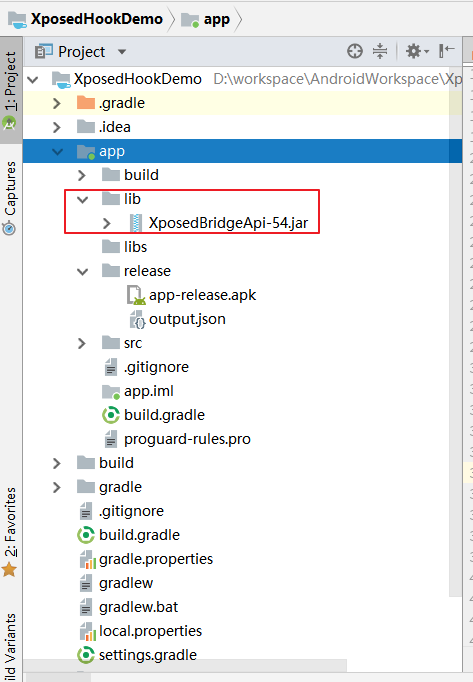 XposedHookDemo app
Project
XposedHookDemo D:\workspace\AndroidWorkspace\Xp
.gradle
.idea
app
build
lib
XposedBridgeApi-54.jar
libs
release
app-release.apk
output.json
src
.gitignore
app.iml
build.gradle
proguard-rules.pro
build
gradle
.gitignore
build.gradle
gradle.properties
gradlew
gradlew.bat
local.properties
settings.gradle
1: Project
Captures
2: Favorites
ild Variants